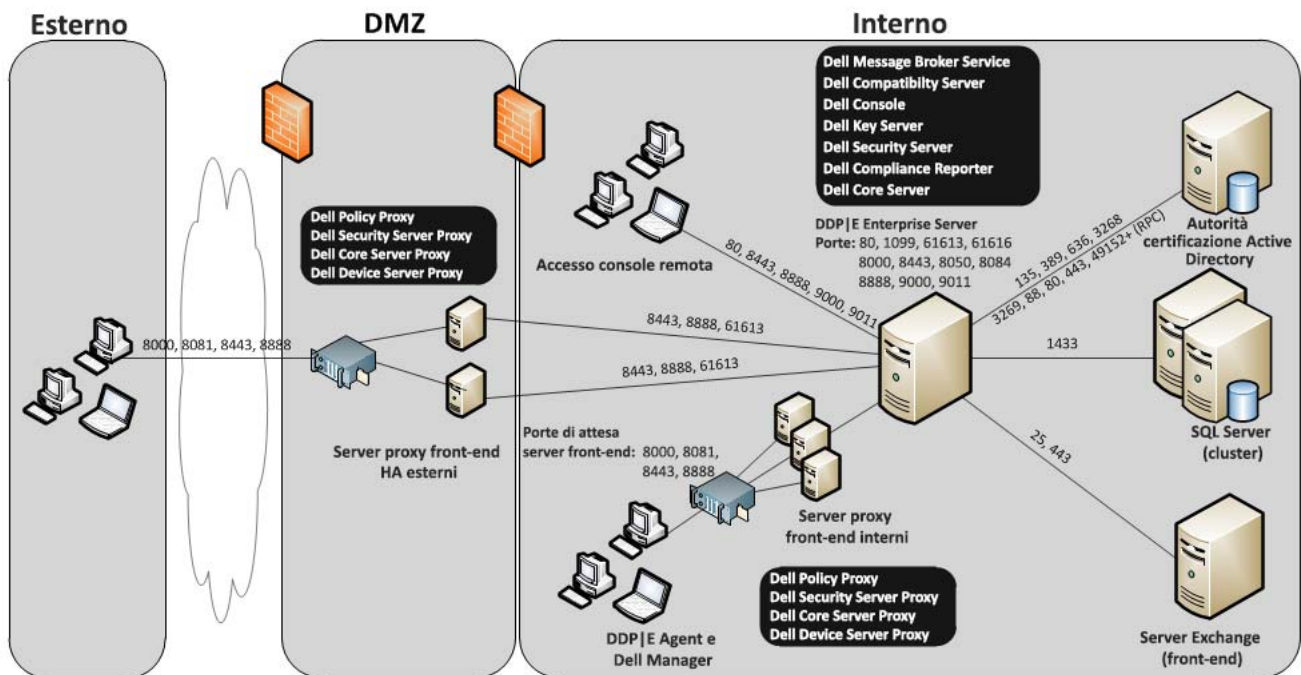 Esterno
DMZ
Interno
Dell Message Broker Service
Dell Compatibilty Server
Dell Console
Dell Key Server
Dell Security Server
Dell Compliance Reporter
Dell Core Server
Dell Policy Proxy
Dell Security Server Proxy
Dell Core Server Proxy
Dell Device Server Proxy
Accesso console remota
DDP|E Enterprise Server
Porte: 80, 1099, 61613, 61616
8000, 8443, 8050, 8084
8888, 9000, 9011
80, 8443, 8888, 9000, 9011
135, 389, 636, 3268
3269, 88, 80, 443, 49152+ (RPC)
Autorità
certificazione Active
Directory
8000, 8081, 8443, 8888
8443, 8888, 61613
8443, 8888, 61613
1433
SQL Server
(cluster)
25, 443
Server proxy front-end
HA esterni
Porte di attesa
server front-end: 8000, 8081,
8443, 8888
Server proxy
front-end interni
Dell Policy Proxy
Dell Security Server Proxy
Dell Core Server Proxy
Dell Device Server Proxy
DDP|E Agent e
Dell Manager
Server Exchange
(front-end)